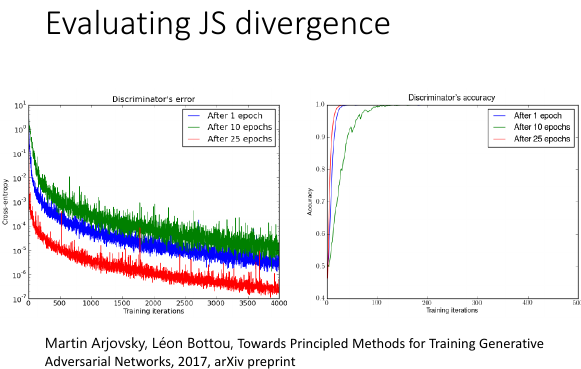 Evaluating JS divergence
Discriminator's error
10^1
10^0
10^-1
10^-2
10^-3
10^-4
10^-5
10^-6
10^-7
Cross-entropy
After 1 epoch
After 10 epochs
After 25 epochs
0 500 1000 1500 2000 2500 3000 3500 4000
Training iterations
Discriminator's accuracy
1.0
0.9
0.8
0.7
0.6
0.5
0.4
Accuracy
After 1 epoch
After 10 epochs
After 25 epochs
0 100 200 300 400 500
Training iterations
Martin Arjovsky, Léon Bottou, Towards Principled Methods for Training Generative
Adversarial Networks, 2017, arXiv preprint